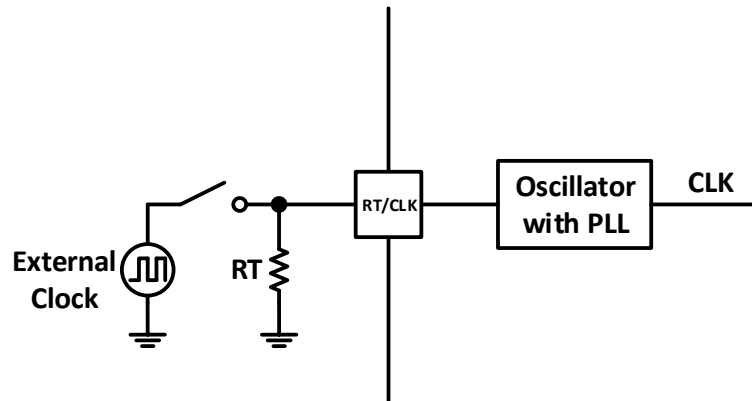 RT/CLK
Oscillator
with PLL
CLK
External
Clock
RT